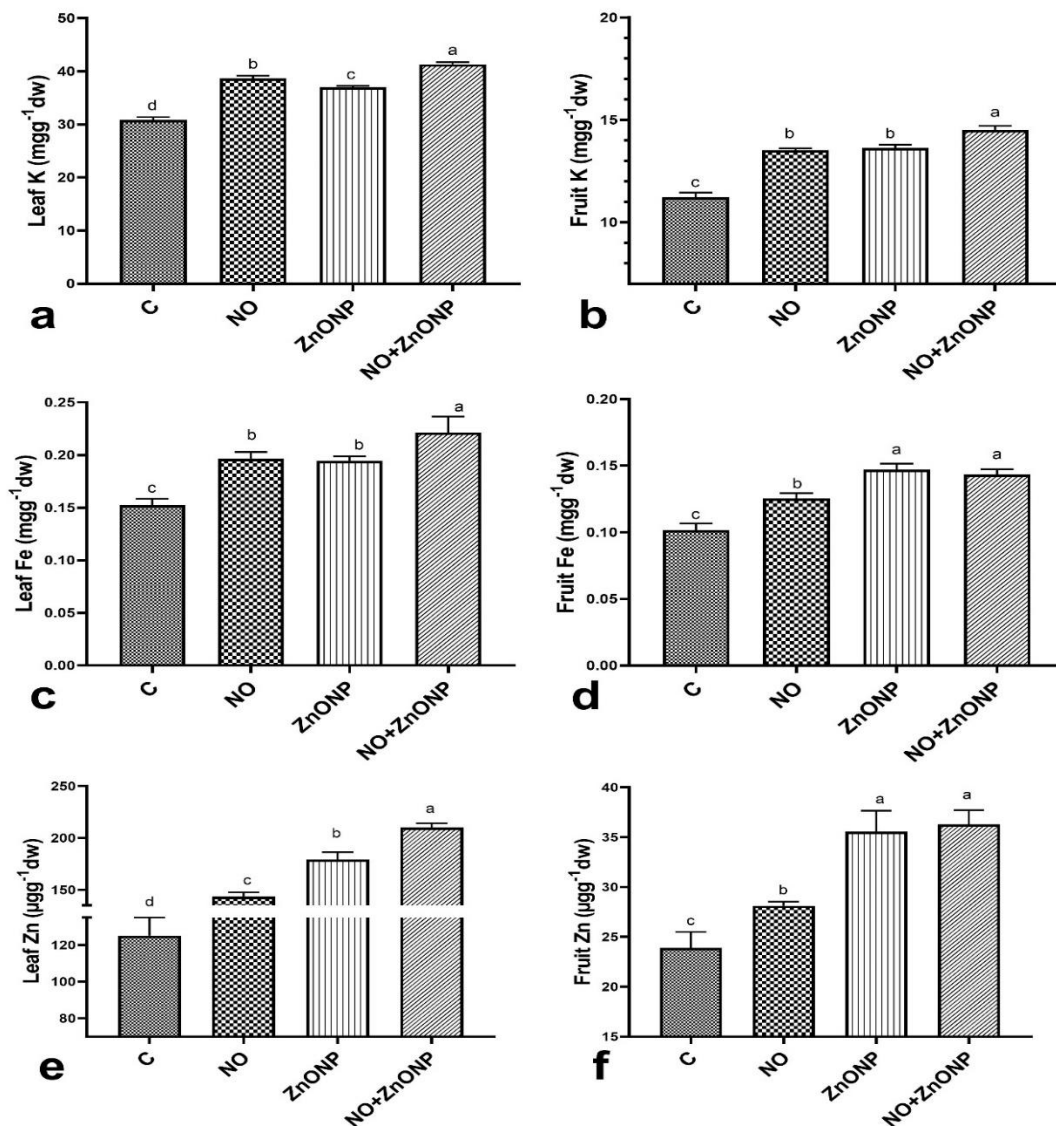 Leaf K (mgg⁻¹dw)
50
40
30
20
10
0
d
b
c
a
C
NO
ZnONP
NO+ZnONP
a
Fruit K (mgg⁻¹dw)
20
15
10
c
b
b
a
C
NO
ZnONP
NO+ZnONP
b
Leaf Fe (mgg⁻¹dw)
0.25
0.20
0.15
0.10
0.05
0.00
c
b
b
a
C
NO
ZnONP
NO+ZnONP
c
Fruit Fe (mgg⁻¹dw)
0.20
0.15
0.10
0.05
0.00
c
b
a
a
C
NO
ZnONP
NO+ZnONP
d
Leaf Zn (µgg⁻¹dw)
250
200
150
120
100
80
d
c
b
a
C
NO
ZnONP
NO+ZnONP
e
Fruit Zn (µgg⁻¹dw)
40
35
30
25
20
15
c
b
a
a
C
NO
ZnONP
NO+ZnONP
f